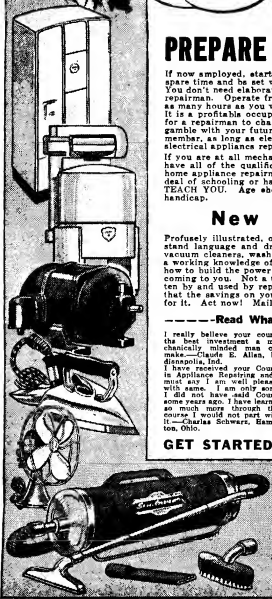 PREPARE
If now employed, start
spare time and be set w
You don't need elabora
repairman. Operate fr
as many hours as you w
It is a profitable occup
for a repairman to cha
gamble with your futu
member, as long as ele
electrical appliances rep
If you are at all mecha
have all of the qualific
home appliance repairm
deal of schooling or ha
TEACH YOU. Age sho
handicap.
New
Profusely illustrated, o
stand language and dr
vacuum cleaners, wash
a working knowledge of
how to build the power
coming to you. Not a t
ten by and used by rep
that the savings on you
for it. Act now! Mail
-----Read Wha
I really believe your cour
the best investment a m
chanically minded man c
make.—Claude E. Allen, I
dianapolis, Ind.
I have received your Cour
in Appliance Repairing and
must say I am well pleas
with same. I am only sor
I did not have said Cour
some years ago. I have learn
so much more through th
course I would not part wi
it.—Charles Schwarz, Ham
ton, Ohio.
GET STARTED